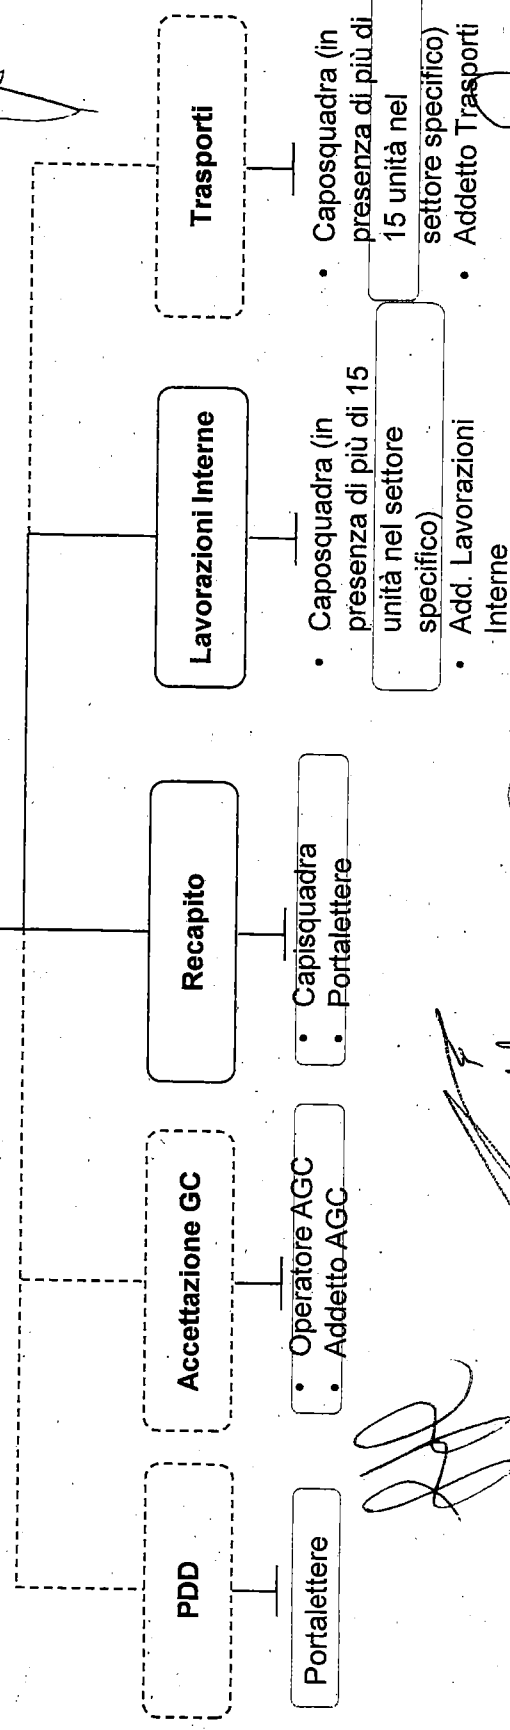 PDD
Portalettere
Accettazione GC
• Operatore AGC
• Addetto AGC
Recapito
• Capisquadra
• Portalettere
Lavorazioni Interne
• Caposquadra (in
presenza di più di 15
unità nel settore
specifico)
• Add. Lavorazioni
Interne
Trasporti
• Caposquadra (in
presenza di più di
15 unità nel
settore specifico)
• Addetto Trasporti